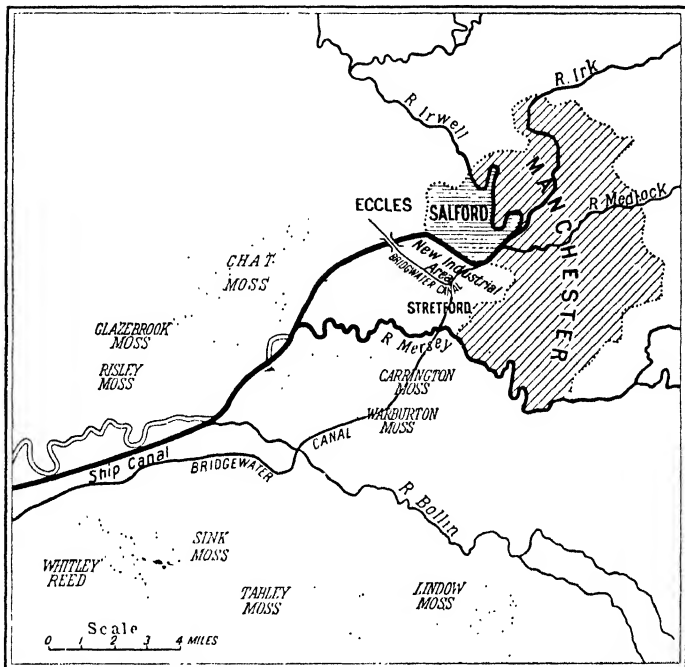 R. Irk
R. Irwell
MANCHESTER
R. Medlock
ECCLES
SALFORD
New Industrial
Area
BRIDGWATER CANAL
CHAT
MOSS
STRETFORD
GLAZEBROOK
MOSS
R. Mersey
RISLEY
MOSS
CARRINGTON
MOSS
WARBURTON
MOSS
Ship Canal
BRIDGEWATER CANAL
R. Bollin
SINK
MOSS
WHITLEY
REED
TABLEY
MOSS
LINDOW
MOSS
Scale
0 1 2 3 4 MILES